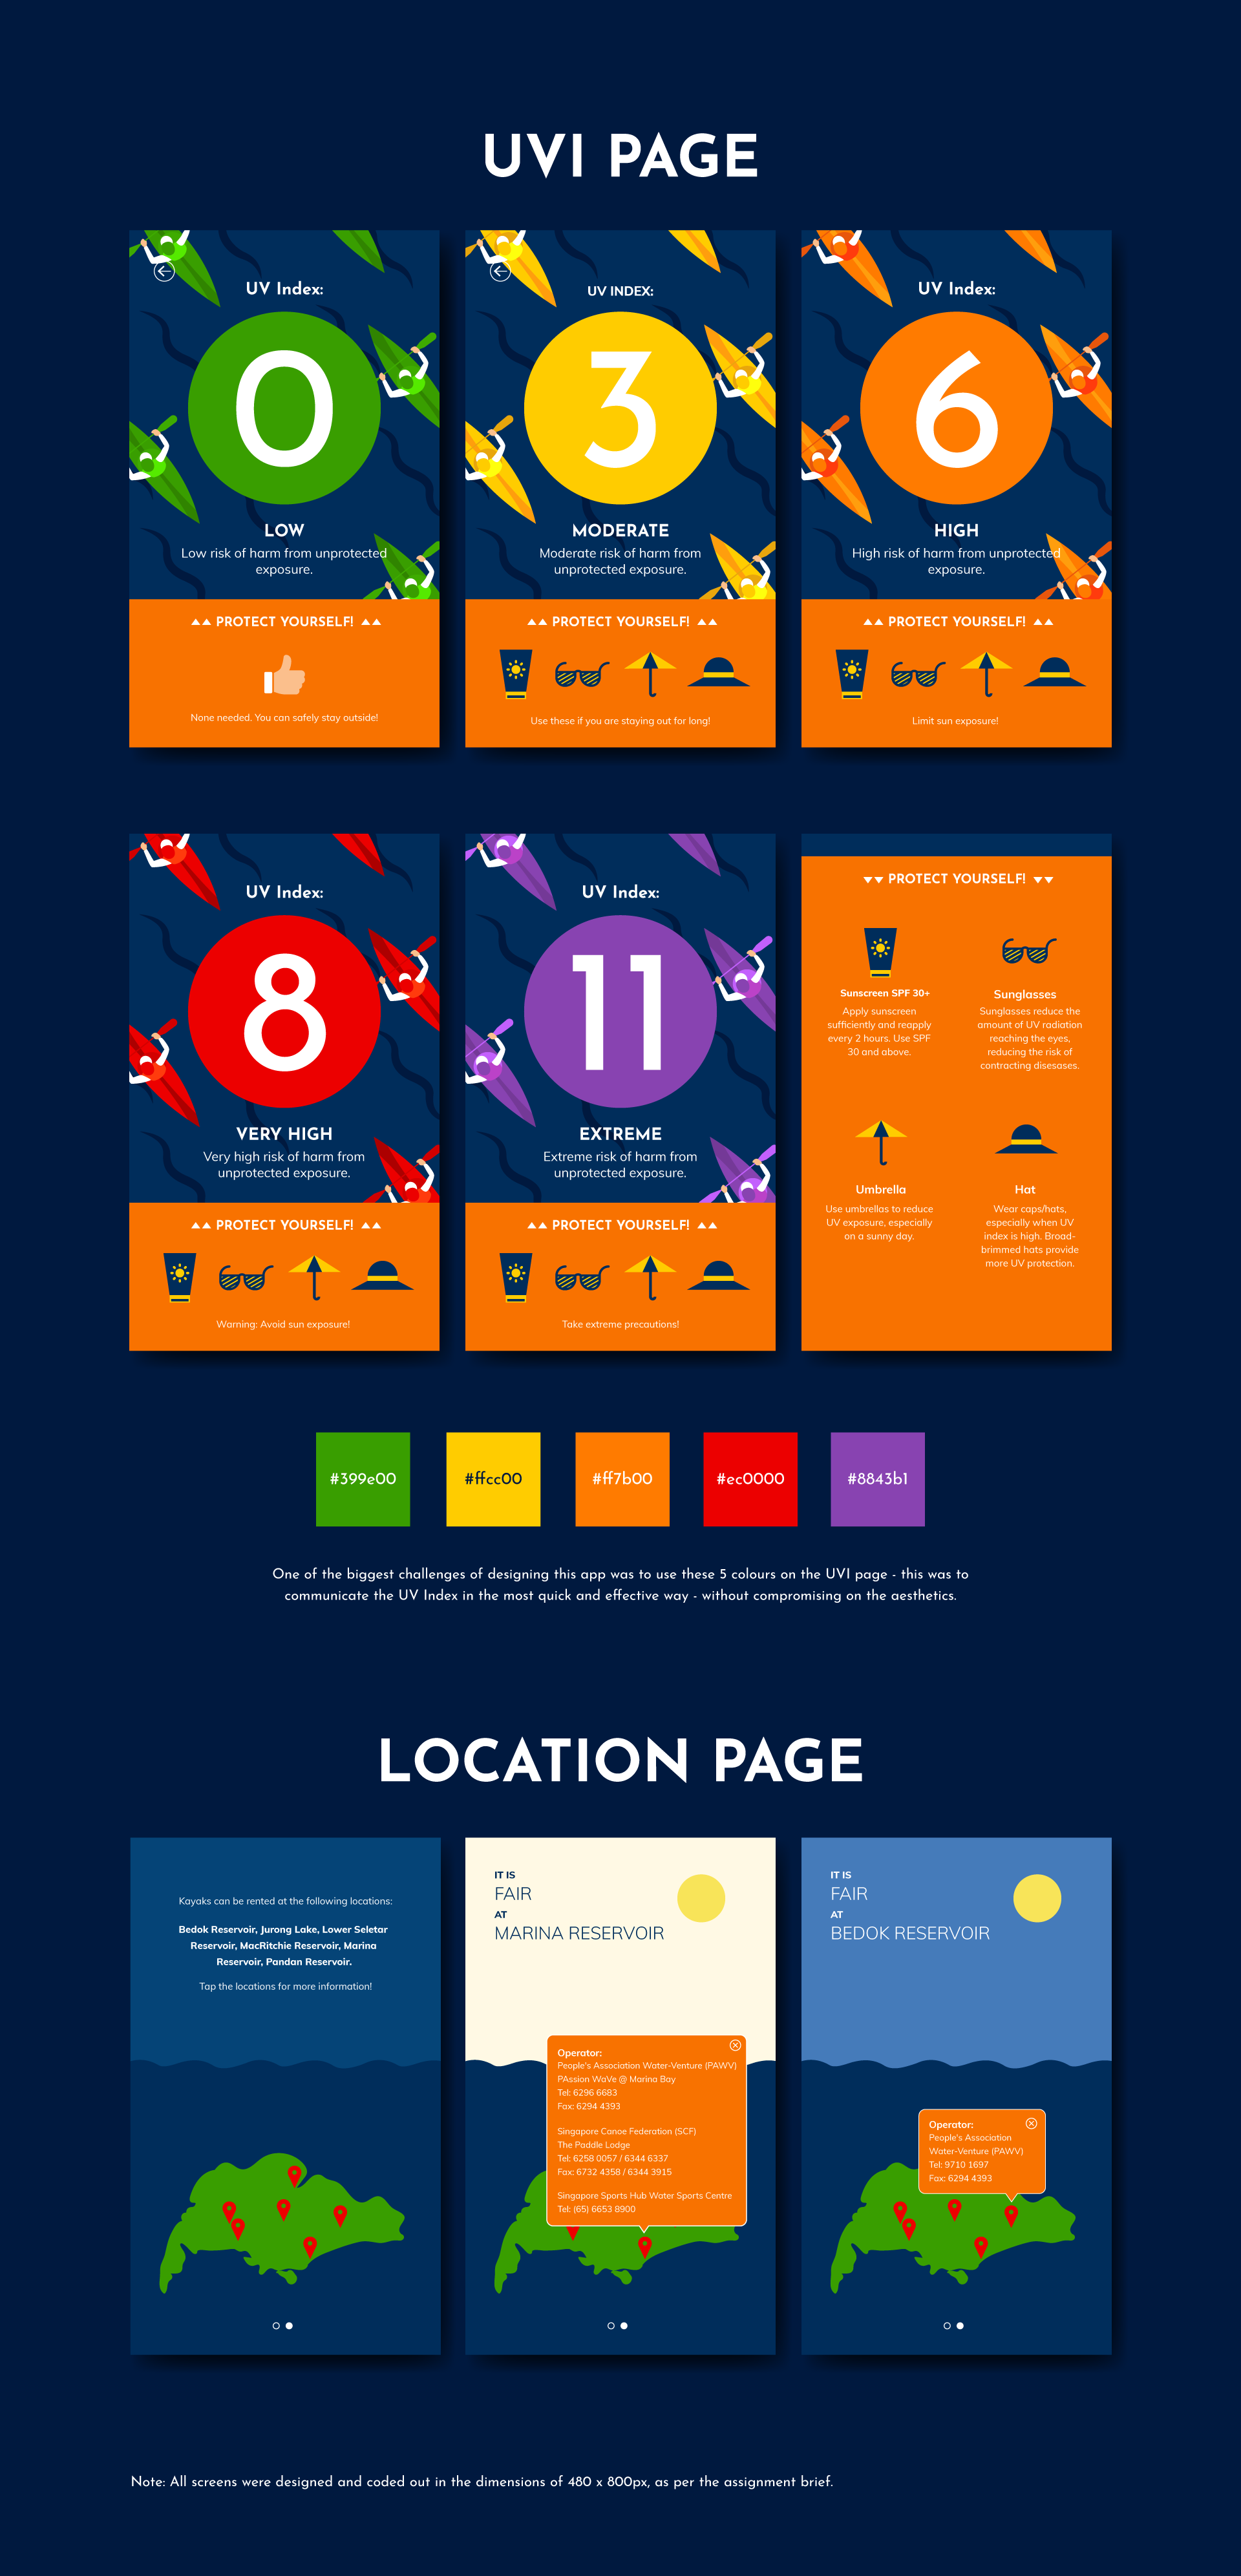 UVI PAGE
UV Index:
0
LOW
Low risk of harm from unprotected
exposure.
PROTECT YOURSELF!
None needed. You can safely stay outside!
UV INDEX:
3
MODERATE
Moderate risk of harm from
unprotected exposure.
PROTECT YOURSELF!
Use these if you are staying out for long!
UV Index:
6
HIGH
High risk of harm from unprotected
exposure.
PROTECT YOURSELF!
Limit sun exposure!
UV Index:
8
VERY HIGH
Very high risk of harm from
unprotected exposure.
PROTECT YOURSELF!
Warning: Avoid sun exposure!
UV Index:
11
EXTREME
Extreme risk of harm from
unprotected exposure.
PROTECT YOURSELF!
Take extreme precautions!
PROTECT YOURSELF!
Sunscreen SPF 30+
Apply sunscreen
sufficiently and reapply
every 2 hours. Use SPF
30 and above.
Sunglasses
Sunglasses reduce the
amount of UV radiation
reaching the eyes,
reducing the risk of
contracting disesases.
Umbrella
Use umbrellas to reduce
UV exposure, especially
on a sunny day.
Hat
Wear caps/hats,
especially when UV
index is high. Broad-
brimmed hats provide
more UV protection.
#399e00
#ffcc00
#ff7b00
#ec0000
#8843b1
One of the biggest challenges of designing this app was to use these 5 colours on the UVI page - this was to
communicate the UV Index in the most quick and effective way - without compromising on the aesthetics.
LOCATION PAGE
Kayaks can be rented at the following locations:
Bedok Reservoir, Jurong Lake, Lower Seletar
Reservoir, MacRitchie Reservoir, Marina
Reservoir, Pandan Reservoir.
Tap the locations for more information!
IT IS
FAIR
AT
MARINA RESERVOIR
Operator:
People's Association Water-Venture (PAWV)
PAssion WaVe @ Marina Bay
Tel: 6296 6683
Fax: 6294 4393
Singapore Canoe Federation (SCF)
The Paddle Lodge
Tel: 6258 0057 / 6344 6337
Fax: 6732 4358 / 6344 3915
Singapore Sports Hub Water Sports Centre
Tel: (65) 6653 8900
IT IS
FAIR
AT
BEDOK RESERVOIR
Operator:
People's Association
Water-Venture (PAWV)
Tel: 9710 1697
Fax: 6294 4393
Note: All screens were designed and coded out in the dimensions of 480 x 800px, as per the assignment brief.